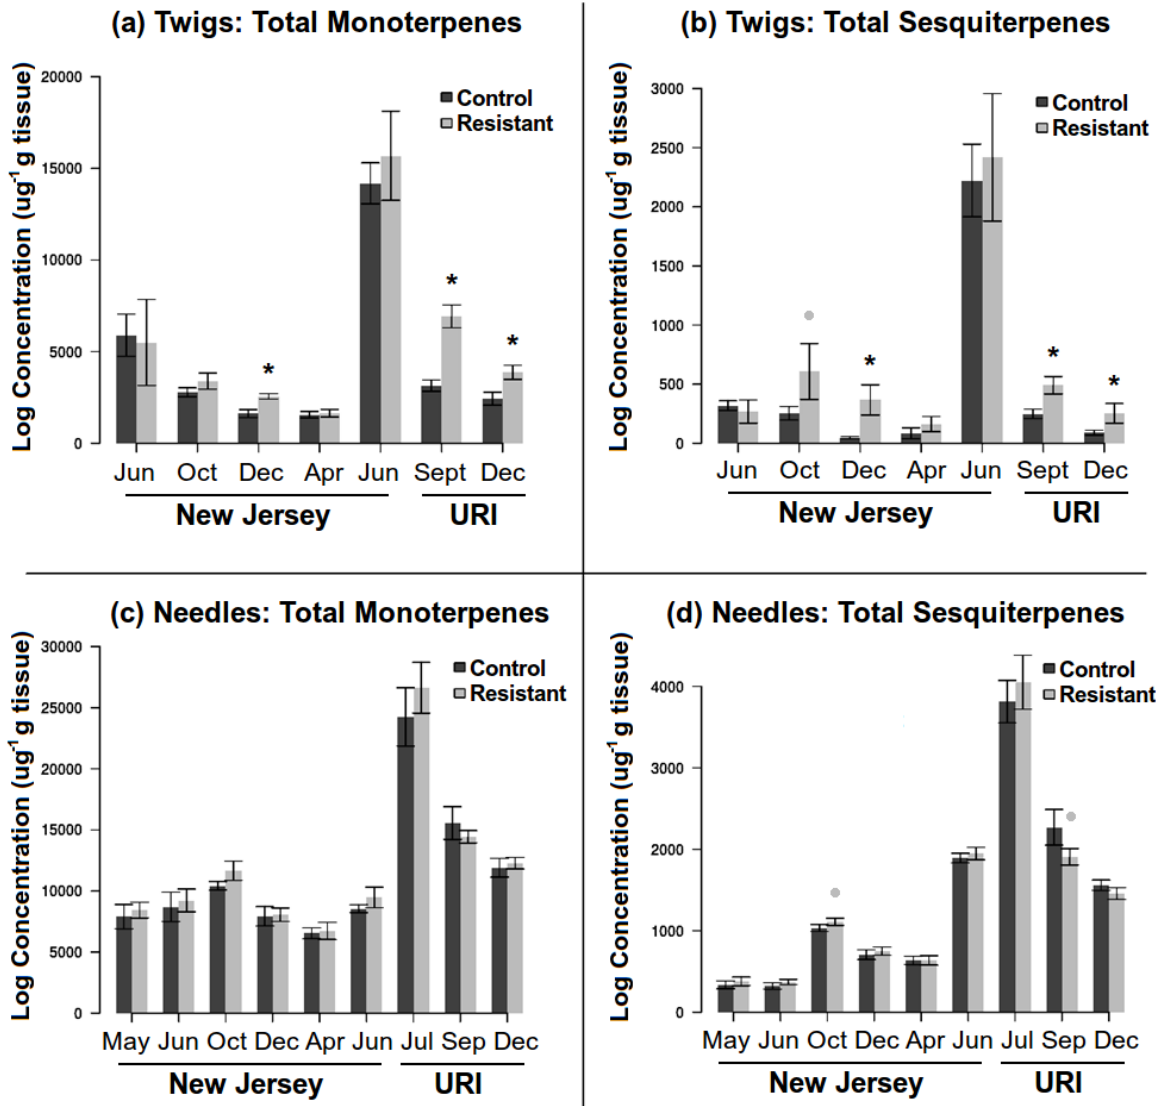 (a) Twigs: Total Monoterpenes
Log Concentration (ug⁻¹ g tissue)
20000
15000
10000
5000
0
Control
Resistant
*
*
*
Jun Oct Dec Apr Jun Sept Dec
New Jersey URI
(b) Twigs: Total Sesquiterpenes
Log Concentration (ug⁻¹ g tissue)
3000
2500
2000
1500
1000
500
0
Control
Resistant
*
*
*
Jun Oct Dec Apr Jun Sept Dec
New Jersey URI
(c) Needles: Total Monoterpenes
Log Concentration (ug⁻¹ g tissue)
30000
25000
20000
15000
10000
5000
0
Control
Resistant
May Jun Oct Dec Apr Jun Jul Sep Dec
New Jersey URI
(d) Needles: Total Sesquiterpenes
Log Concentration (ug⁻¹ g tissue)
4000
3000
2000
1000
0
Control
Resistant
May Jun Oct Dec Apr Jun Jul Sep Dec
New Jersey URI